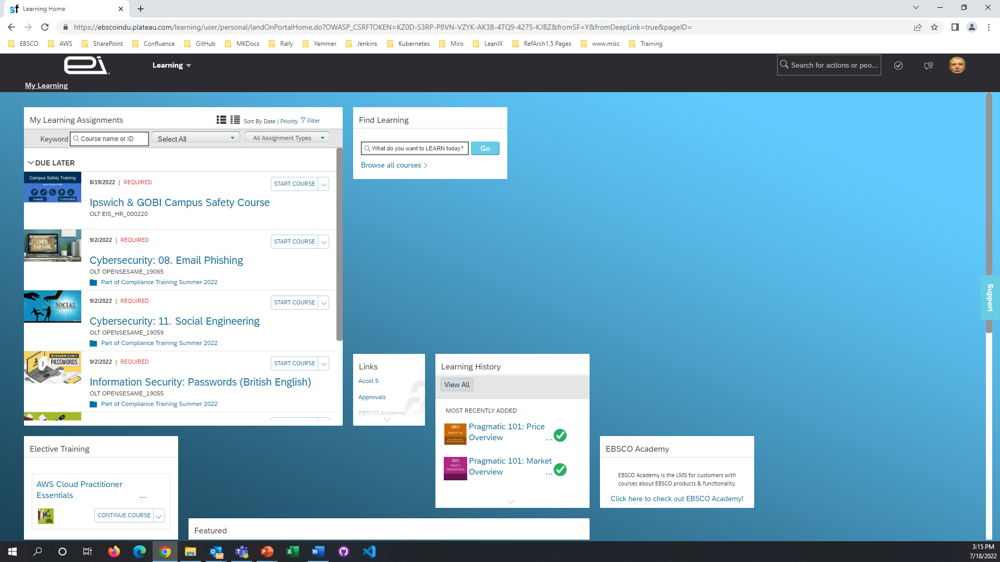 Learning Home
https://ebscoindu.plateau.com/learning/user/personal/landOnPortalHome.do?OWASP_CSRFTOKEN=KZ0D-S3RP-P8VN-VZYK-AK3B-4TQ9-4275-KJBZ&fromSF=Y&fromDeepLink=true&pageID=
EBSCO AWS SharePoint Confluence GitHub MKDocs Rally Yammer Jenkins Kubernetes Miro LeanIX RefArch1.5 Pages www.misc Training
ei Learning Search for actions or peo...
My Learning
My Learning Assignments Sort By Date | Priority Filter
Keyword Course name or ID Select All All Assignment Types
DUE LATER
Campus Safety Training
Ipswich
8/19/2022 | REQUIRED START COURSE
Ipswich & GOBI Campus Safety Course
OLT EIS_HR_000220
EMAIL
PHISHING
9/2/2022 | REQUIRED START COURSE
Cybersecurity: 08. Email Phishing
OLT OPENSESAME_19065
Part of Compliance Training Summer 2022
SOCIAL
ENGINEERING
9/2/2022 | REQUIRED START COURSE
Cybersecurity: 11. Social Engineering
OLT OPENSESAME_19059
Part of Compliance Training Summer 2022
INFORMATION SECURITY
PASSWORDS
9/2/2022 | REQUIRED START COURSE
Information Security: Passwords (British English)
OLT OPENSESAME_19055
Part of Compliance Training Summer 2022
Find Learning
What do you want to LEARN today? Go
Browse all courses
Support
Links
Accel 5
Approvals
EBSCO Academy
Learning History
View All
MOST RECENTLY ADDED
EBSCO
Pragmatic 101: Price
Overview ...
EBSCO
Pragmatic 101: Market
Overview ...
Elective Training
AWS Cloud Practitioner
Essentials ...
CONTINUE COURSE
EBSCO Academy
EBSCO Academy is the LMS for customers with
courses about EBSCO products & functionality.
Click here to check out EBSCO Academy!
Featured
3:15 PM
7/18/2022